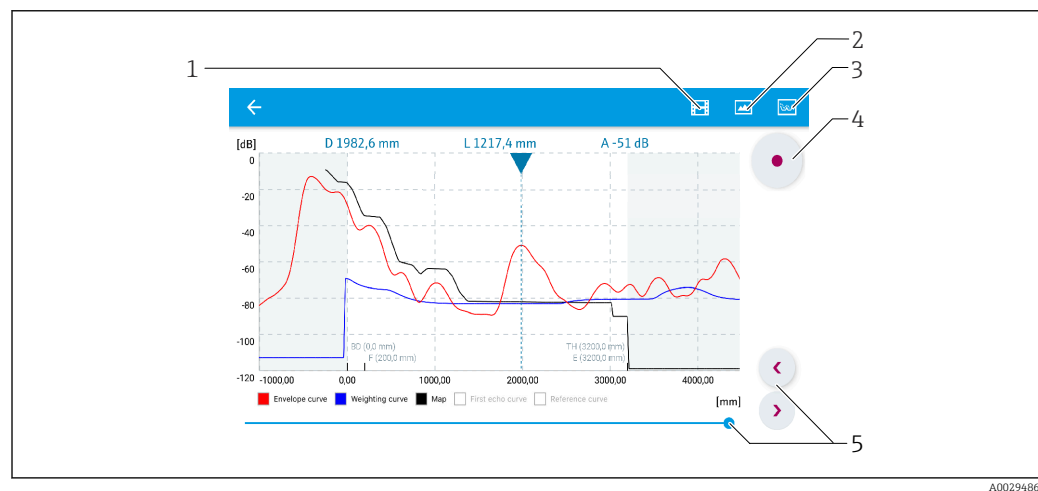 1
2
3
4
[dB]
D 1982,6 mm L 1217,4 mm A -51 dB
0
-20
-40
-60
-80
-100
-120
BD (0,0 mm)
F (200,0 mm)
TH (3200,0 mm)
E (3200,0 mm)
-1000,00 0,00 1000,00 2000,00 3000,00 4000,00
Envelope curve Weighting curve Map First echo curve Reference curve
[mm]
5
A0029486